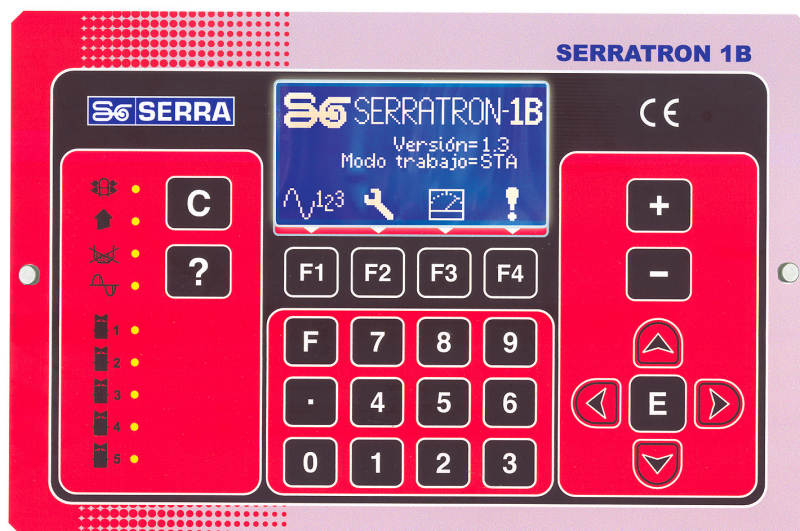 SERRATRON 1B
SERRA
SERRATRON-1B
CE
Versión=1.3
Modo trabajo=STA
123
C
+
?
F1 F2 F3 F4
-
1
F 7 8 9
2
3
. 4 5 6
E
4
5
0 1 2 3